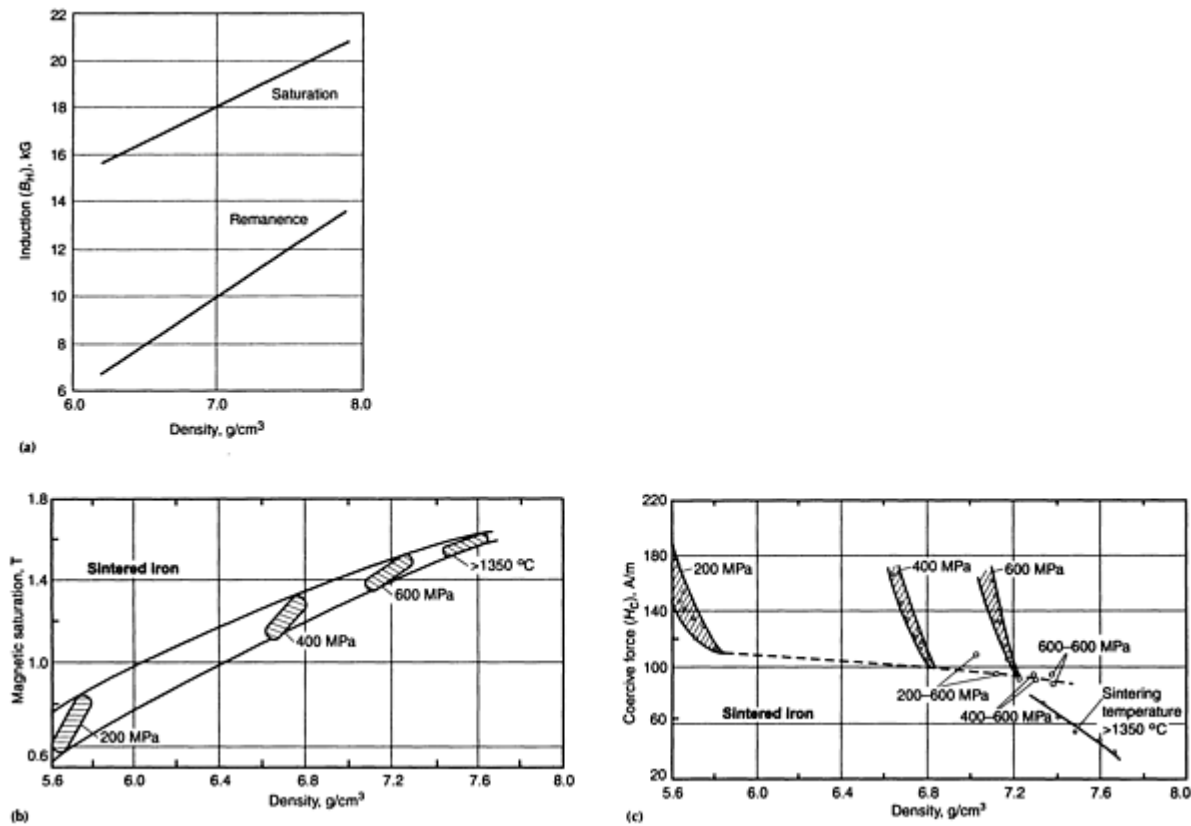 22
20
18
16
14
12
10
8
6
Induction (B_H), kG
Saturation
Remanence
6.0 7.0 8.0
Density, g/cm³
(a)
1.8
1.4
1.0
0.6
Magnetic saturation, T
Sintered Iron
>1350 °C
600 MPa
400 MPa
200 MPa
5.6 6.0 6.4 6.8 7.2 7.6 8.0
Density, g/cm³
(b)
220
180
140
100
60
20
Coercive force (H_c), A/m
200 MPa
400 MPa
600 MPa
600–600 MPa
200–600 MPa
400–600 MPa
Sintering
temperature
>1350 °C
Sintered Iron
5.6 6.0 6.4 6.8 7.2 7.6 8.0
Density, g/cm³
(c)